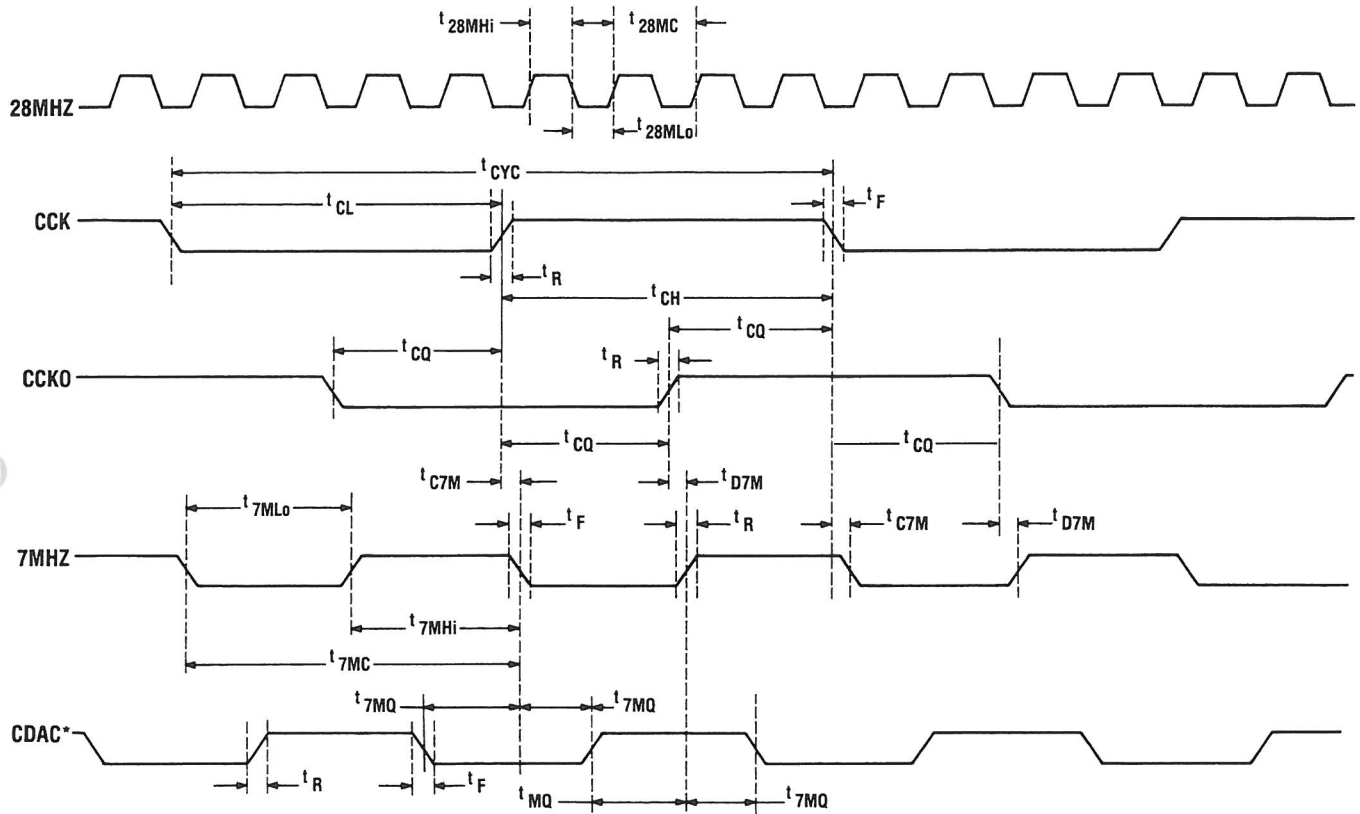 t 28MHi
t 28MC
28MHZ
t 28MLo
t CYC
t CL
t F
CCK
t R
t CH
t CQ
t CQ
t R
CCKO
t CQ
t CQ
t C7M
t D7M
t 7MLo
t F
t R
t C7M
t D7M
7MHZ
t 7MHi
t 7MC
t 7MQ
t 7MQ
CDAC*
t R
t F
t MQ
t 7MQ